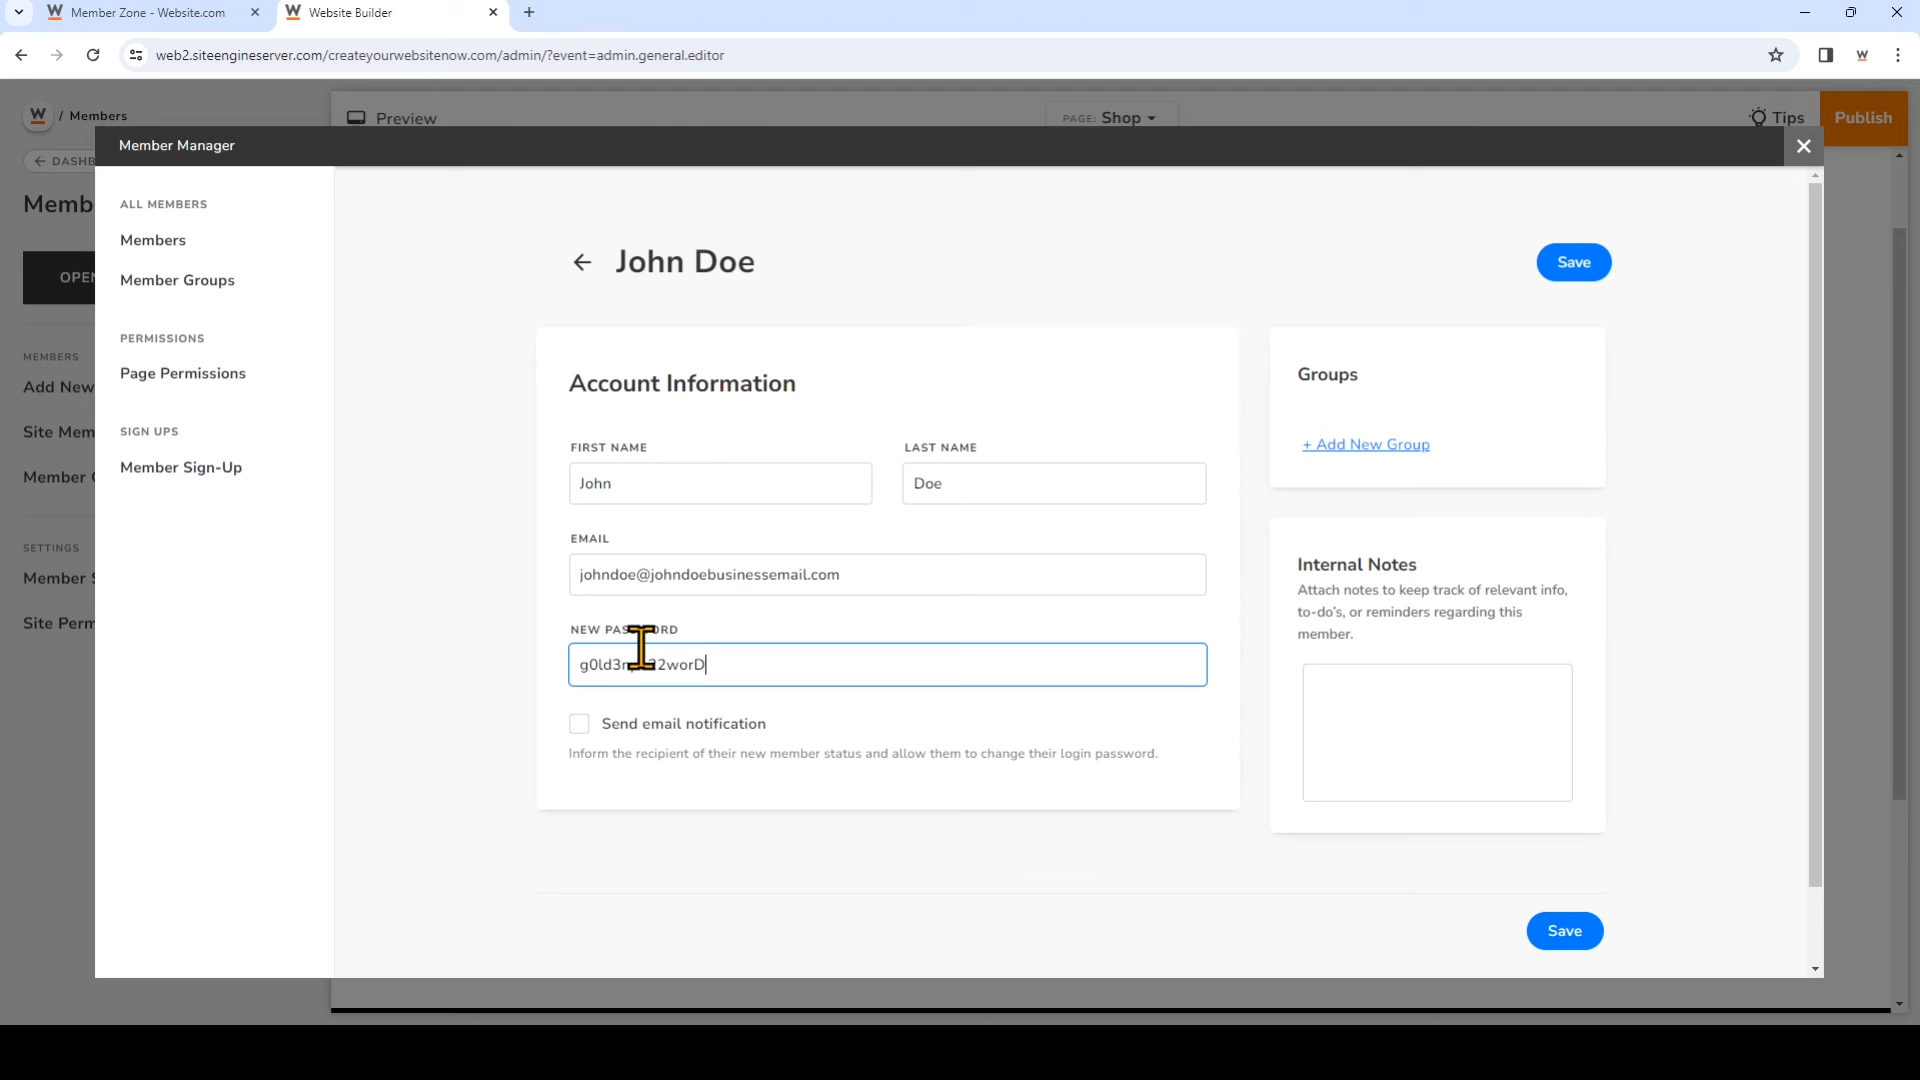 Member Zone - Website.com
Website Builder
web2.siteengineserver.com/createyourwebsitenow.com/admin/?event=admin.general.editor
W / Members
Preview
PAGE: Shop
Tips
Publish
← DASHB
Member Manager
Memb
OPEN
MEMBERS
Add New
Site Mem
Member
SETTINGS
Member
Site Perm
ALL MEMBERS
Members
Member Groups
PERMISSIONS
Page Permissions
SIGN UPS
Member Sign-Up
← John Doe
Save
Account Information
FIRST NAME
LAST NAME
John
Doe
EMAIL
johndoe@johndoebusinessemail.com
NEW
Send email notification
Inform the recipient of their new member status and allow them to change their login password.
Groups
+ Add New Group
Internal Notes
Attach notes to keep track of relevant info,
to-do's, or reminders regarding this
member.
Save